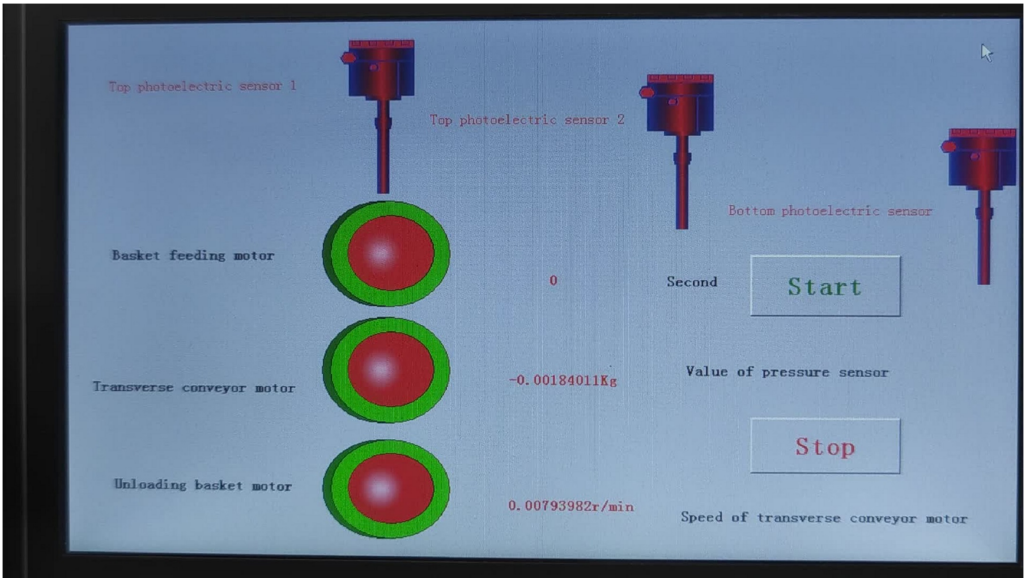 Top photoelectric sensor 1
Top photoelectric sensor 2
Bottom photoelectric sensor
Basket feeding motor
0
Second
Start
Transverse conveyor motor
-0.00184011Kg
Value of pressure sensor
Stop
Unloading basket motor
0.00793982r/min
Speed of transverse conveyor motor